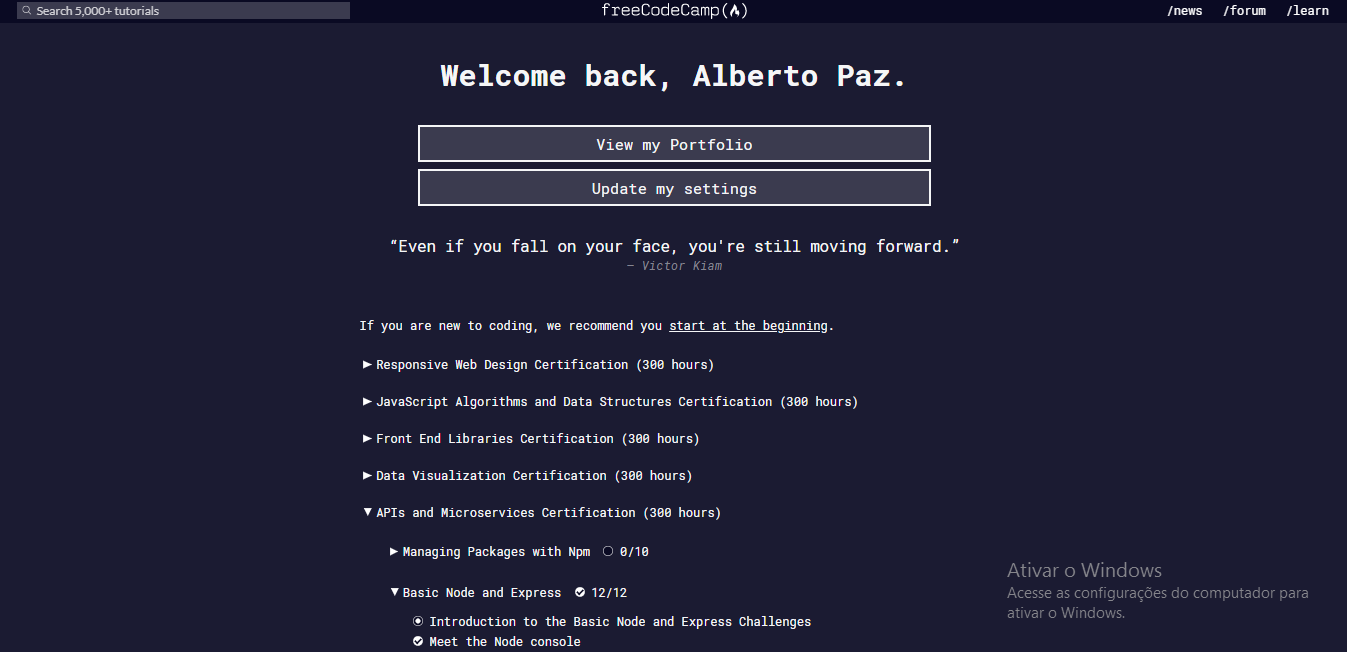 Search 5,000+ tutorials
freeCodeCamp(🔥)
/news /forum /learn
Welcome back, Alberto Paz.
View my Portfolio
Update my settings
“Even if you fall on your face, you're still moving forward.”
— Victor Kiam
If you are new to coding, we recommend you start at the beginning.
Responsive Web Design Certification (300 hours)
JavaScript Algorithms and Data Structures Certification (300 hours)
Front End Libraries Certification (300 hours)
Data Visualization Certification (300 hours)
APIs and Microservices Certification (300 hours)
Managing Packages with Npm 0/10
Basic Node and Express 12/12
Introduction to the Basic Node and Express Challenges
Meet the Node console
Ativar o Windows
Acesse as configurações do computador para
ativar o Windows.